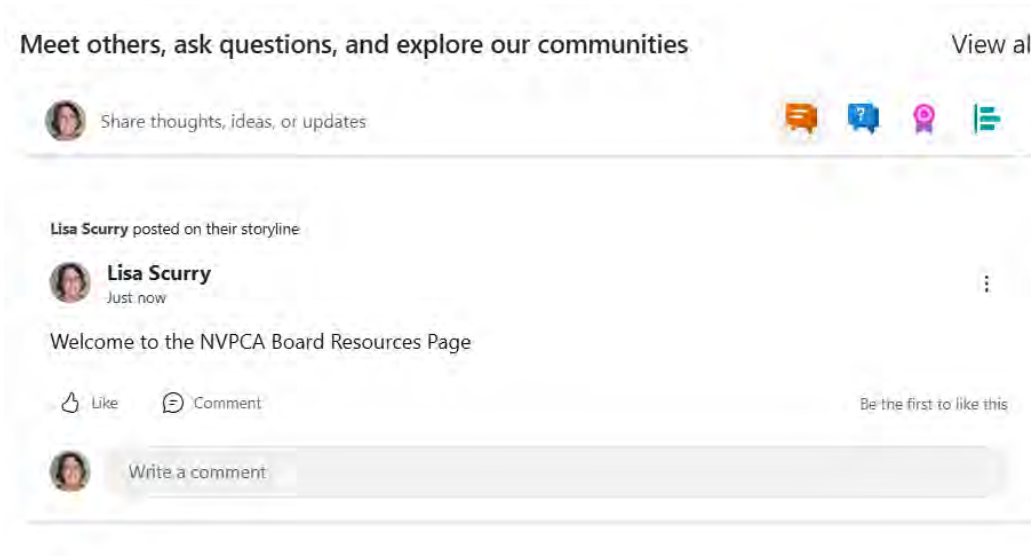 Meet others, ask questions, and explore our communities View al
Share thoughts, ideas, or updates
?
Lisa Scurry posted on their storyline
Lisa Scurry
Just now
Welcome to the NVPCA Board Resources Page
Like Comment Be the first to like this
Write a comment